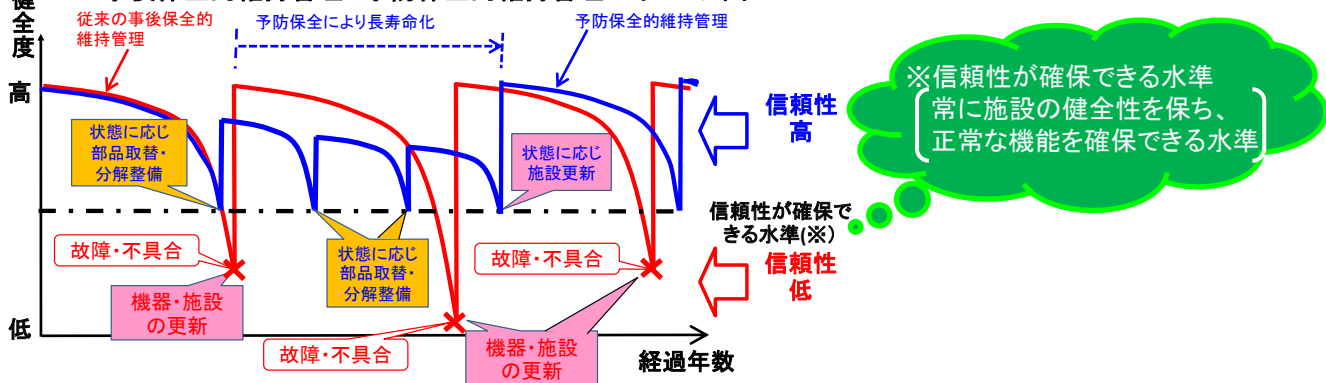 健全度
高
低
従来の事後保全的
維持管理
予防保全により長寿命化
予防保全的維持管理
状態に応じ
部品取替・
分解整備
状態に応じ
施設更新
信頼性
高
※信頼性が確保できる水準
常に施設の健全性を保ち、
正常な機能を確保できる水準
信頼性が確保で
きる水準(※)
故障・不具合
状態に応じ
部品取替・
分解整備
故障・不具合
信頼性
低
機器・施設
の更新
故障・不具合
機器・施設
の更新
経過年数